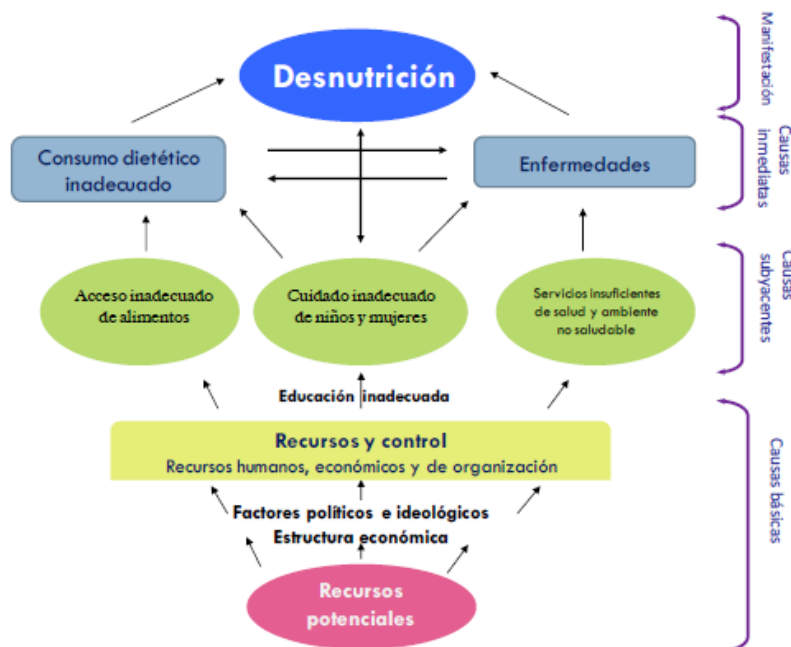 Desnutrición
Manifestación
Consumo dietético
inadecuado
Enfermedades
Causas
inmediatas
Acceso inadecuado
de alimentos
Cuidado inadecuado
de niños y mujeres
Servicios insuficientes
de salud y ambiente
no saludable
Causas
subyacentes
Educación inadecuada
Recursos y control
Recursos humanos, económicos y de organización
Factores políticos e ideológicos
Estructura económica
Recursos
potenciales
Causas básicas